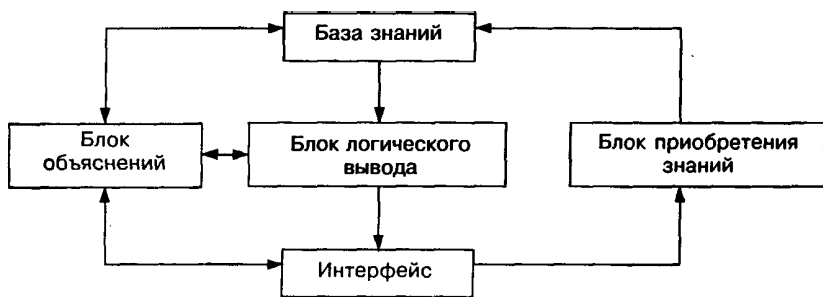 База знаний
Блок
объяснений
Блок логического
вывода
Блок приобретения
знаний
Интерфейс